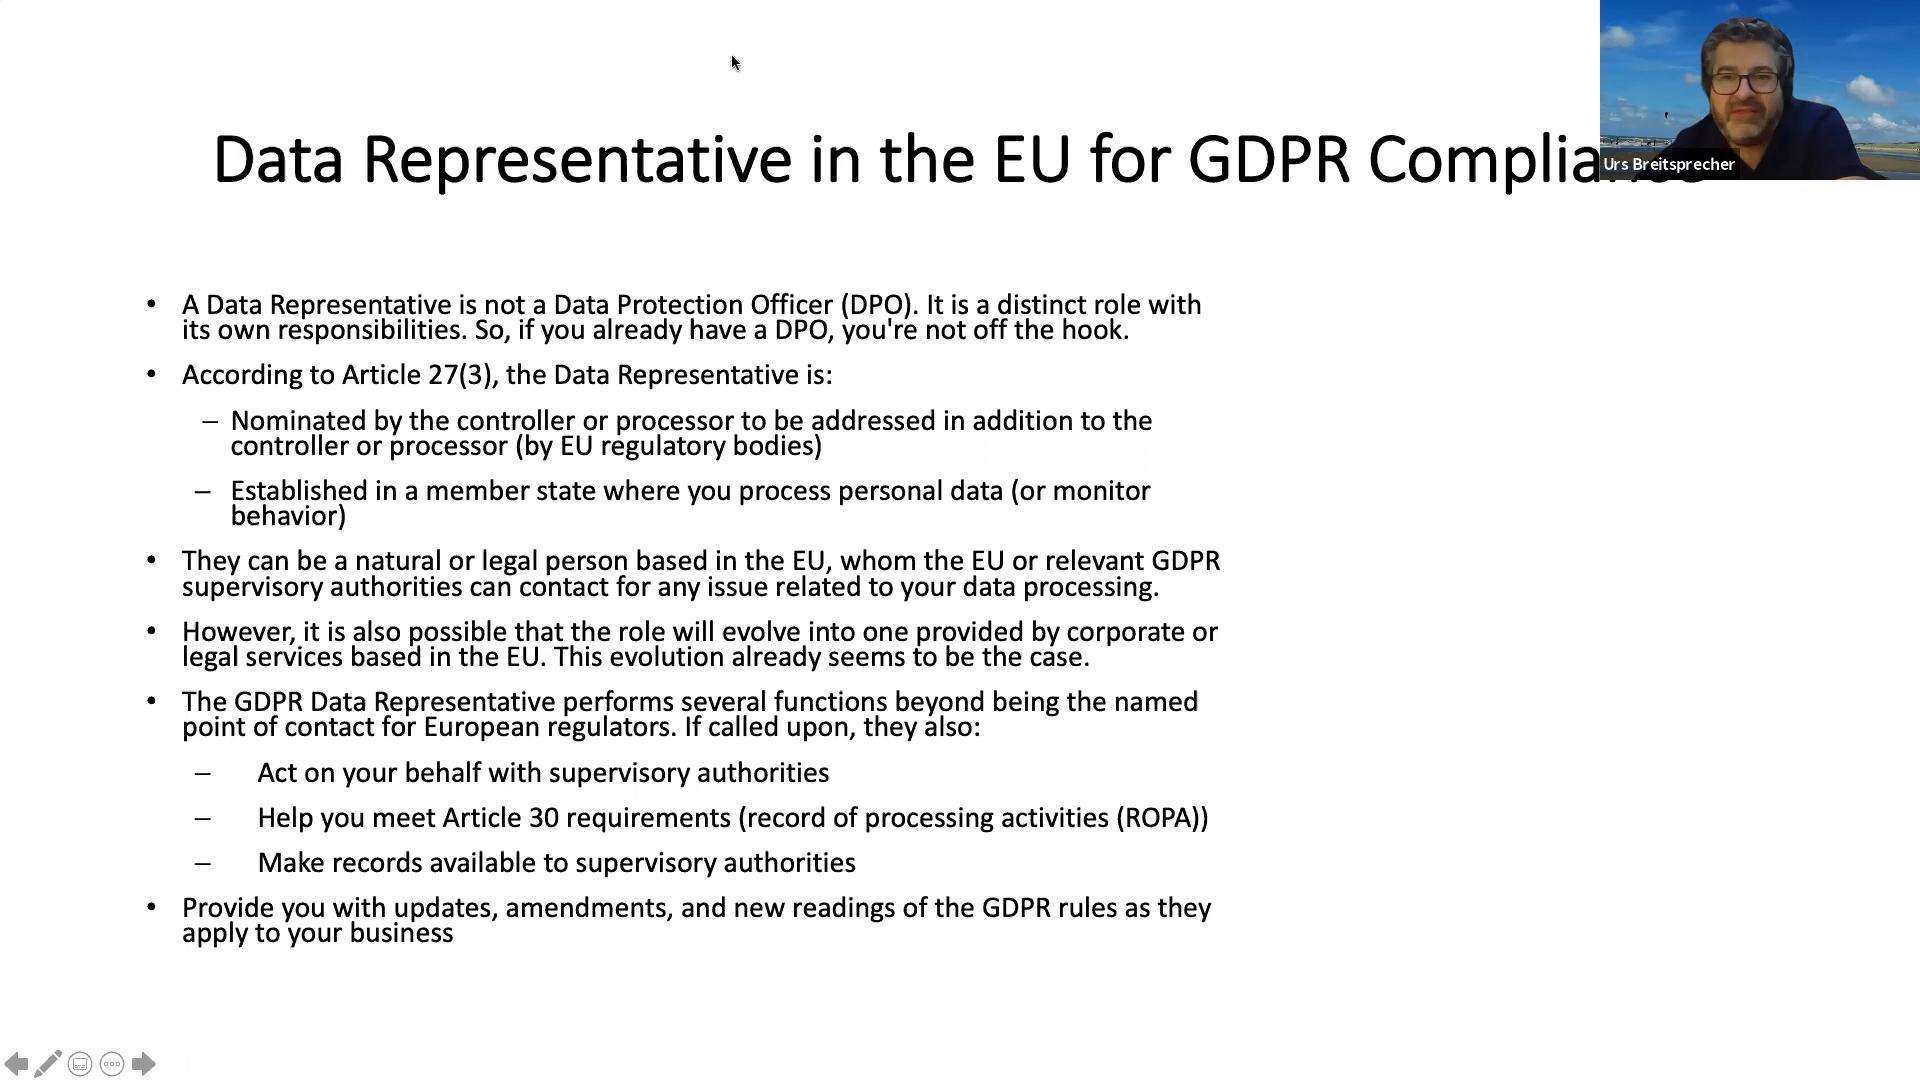 Data Representative in the EU for GDPR
Urs Breitsprecher
• A Data Representative is not a Data Protection Officer (DPO). It is a distinct role with
its own responsibilities. So, if you already have a DPO, you're not off the hook.
• According to Article 27(3), the Data Representative is:
– Nominated by the controller or processor to be addressed in addition to the
controller or processor (by EU regulatory bodies)
– Established in a member state where you process personal data (or monitor
behavior)
• They can be a natural or legal person based in the EU, whom the EU or relevant GDPR
supervisory authorities can contact for any issue related to your data processing.
• However, it is also possible that the role will evolve into one provided by corporate or
legal services based in the EU. This evolution already seems to be the case.
• The GDPR Data Representative performs several functions beyond being the named
point of contact for European regulators. If called upon, they also:
– Act on your behalf with supervisory authorities
– Help you meet Article 30 requirements (record of processing activities (ROPA))
– Make records available to supervisory authorities
• Provide you with updates, amendments, and new readings of the GDPR rules as they
apply to your business